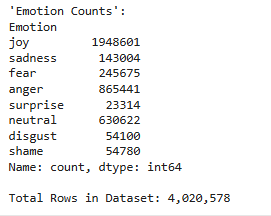 'Emotion Counts':
Emotion
joy 1948601
sadness 143004
fear 245675
anger 865441
surprise 23314
neutral 630622
disgust 54100
shame 54780
Name: count, dtype: int64
Total Rows in Dataset: 4,020,578